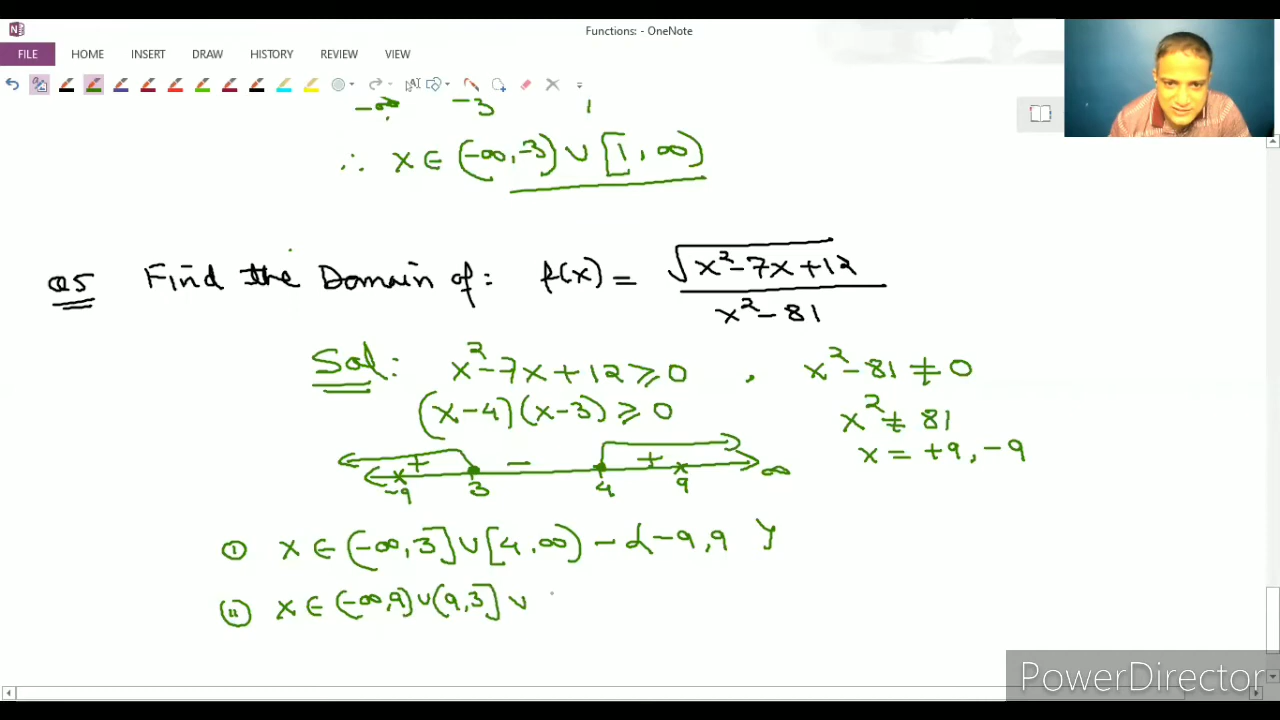 Functions: - OneNote
FILE HOME INSERT DRAW HISTORY REVIEW VIEW
-∞ -3 1
∴ x ∈ (-∞,-3) ∪ [1, ∞)
Q5 Find the Domain of: f(x) = √(x²-7x+12) / (x²-81)
Sol: x²-7x+12 ≥ 0 , x²-81 ≠ 0
(x-4)(x-3) ≥ 0 x² ≠ 81
x = +9, -9
+ - +
-9 3 4 9 ∞
(i) x ∈ (-∞,3] ∪ [4,∞) - {-9,9}
(ii) x ∈ (-∞,9) ∪ (9,3] ∪
PowerDirector